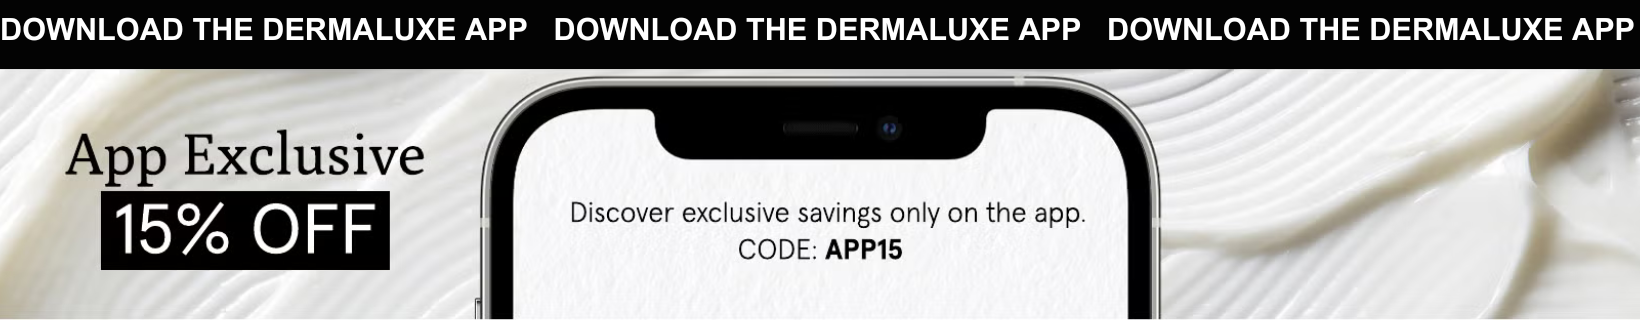 DOWNLOAD THE DERMALUXE APP DOWNLOAD THE DERMALUXE APP DOWNLOAD THE DERMALUXE APP
App Exclusive
15% OFF
Discover exclusive savings only on the app.
CODE: APP15